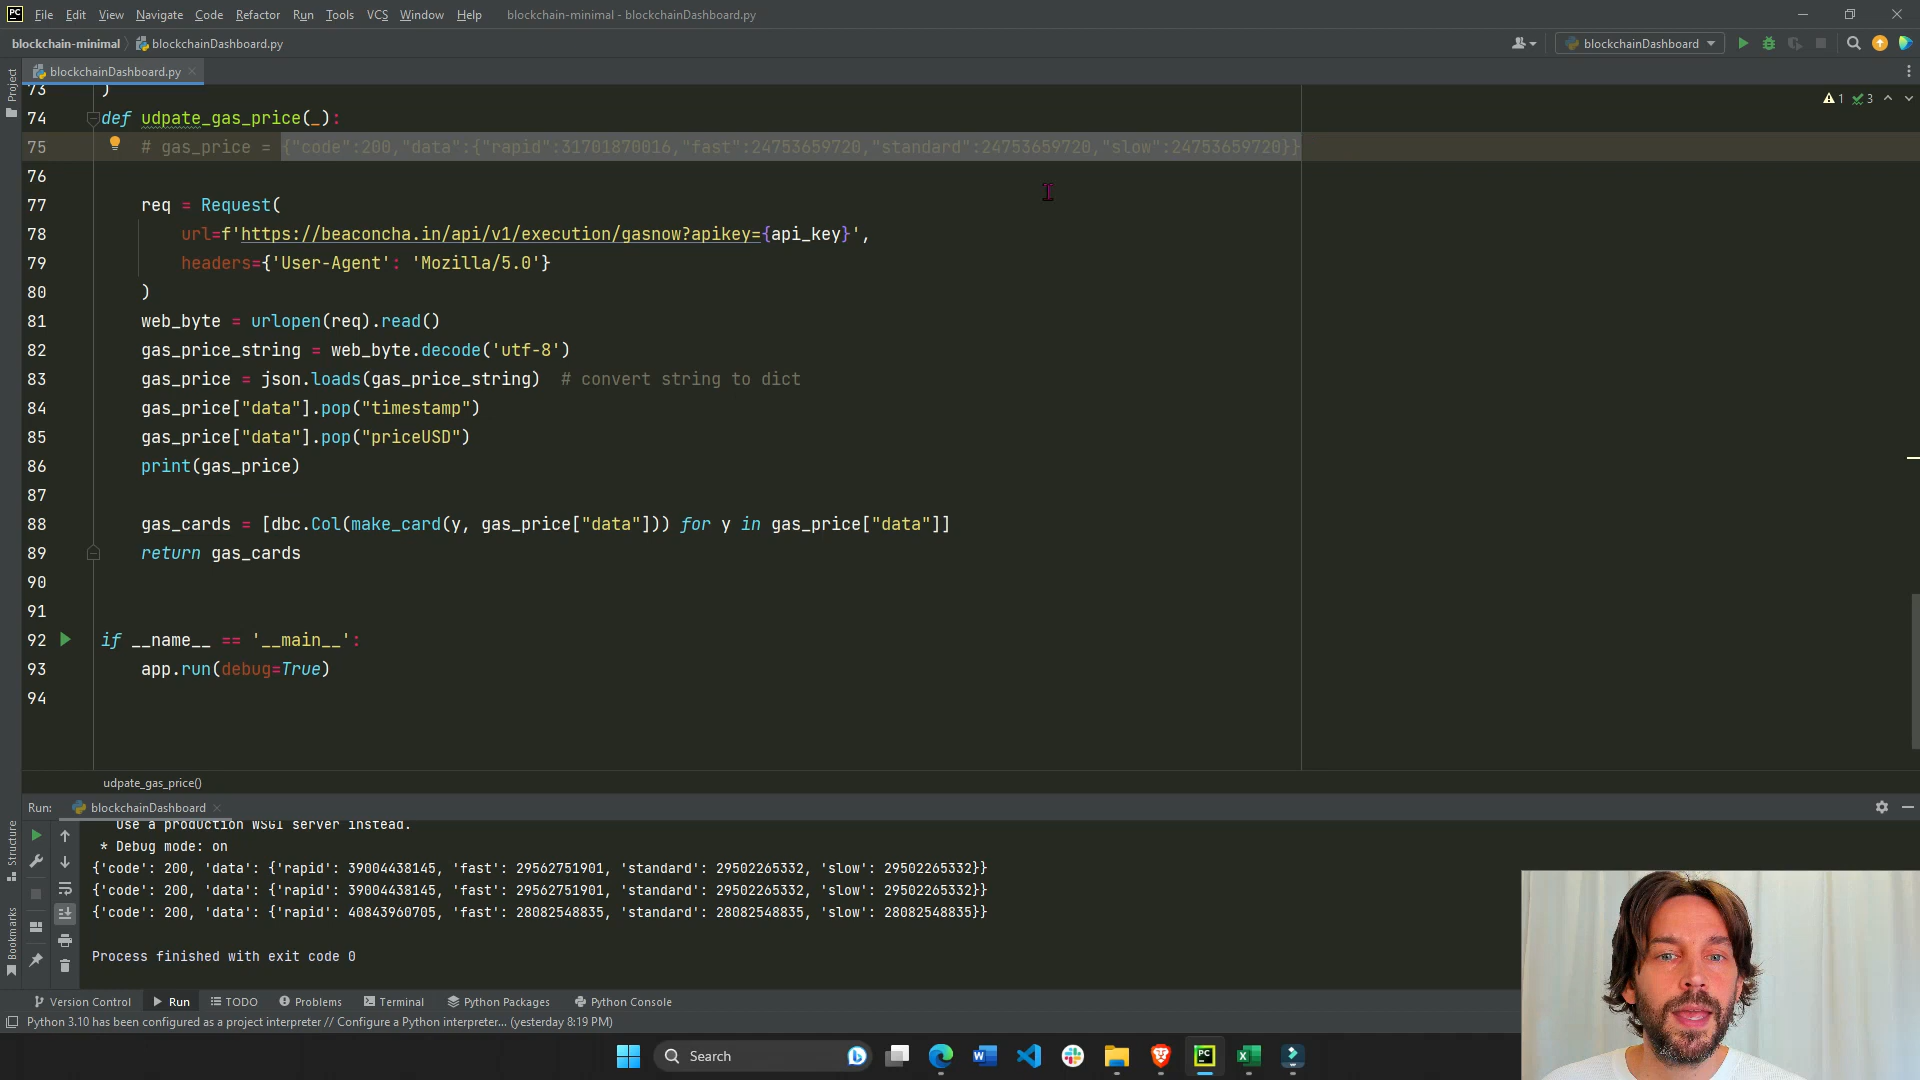 PC File Edit View Navigate Code Refactor Run Tools VCS Window Help blockchain-minimal - blockchainDashboard.py
blockchain-minimal blockchainDashboard.py blockchainDashboard
Project
blockchainDashboard.py
1 3
73 )
74 def udpate_gas_price(_):
75 # gas_price = {"code":200,"data":{"rapid":31701870016,"fast":24753659720,"standard":24753659720,"slow":24753659720}}
76
77 req = Request(
78 url=f'https://beaconcha.in/api/v1/execution/gasnow?apikey={api_key}',
79 headers={'User-Agent': 'Mozilla/5.0'}
80 )
81 web_byte = urlopen(req).read()
82 gas_price_string = web_byte.decode('utf-8')
83 gas_price = json.loads(gas_price_string)  # convert string to dict
84 gas_price["data"].pop("timestamp")
85 gas_price["data"].pop("priceUSD")
86 print(gas_price)
87
88 gas_cards = [dbc.Col(make_card(y, gas_price["data"])) for y in gas_price["data"]]
89 return gas_cards
90
91
92 if __name__ == '__main__':
93 app.run(debug=True)
94
udpate_gas_price()
Run: blockchainDashboard
Structure
Bookmarks
Use a production WSGI server instead.
* Debug mode: on
{'code': 200, 'data': {'rapid': 39004438145, 'fast': 29562751901, 'standard': 29502265332, 'slow': 29502265332}}
{'code': 200, 'data': {'rapid': 39004438145, 'fast': 29562751901, 'standard': 29502265332, 'slow': 29502265332}}
{'code': 200, 'data': {'rapid': 40843960705, 'fast': 28082548835, 'standard': 28082548835, 'slow': 28082548835}}
Process finished with exit code 0
Version Control Run TODO Problems Terminal Python Packages Python Console
Python 3.10 has been configured as a project interpreter // Configure a Python interpreter... (yesterday 8:19 PM)
Search